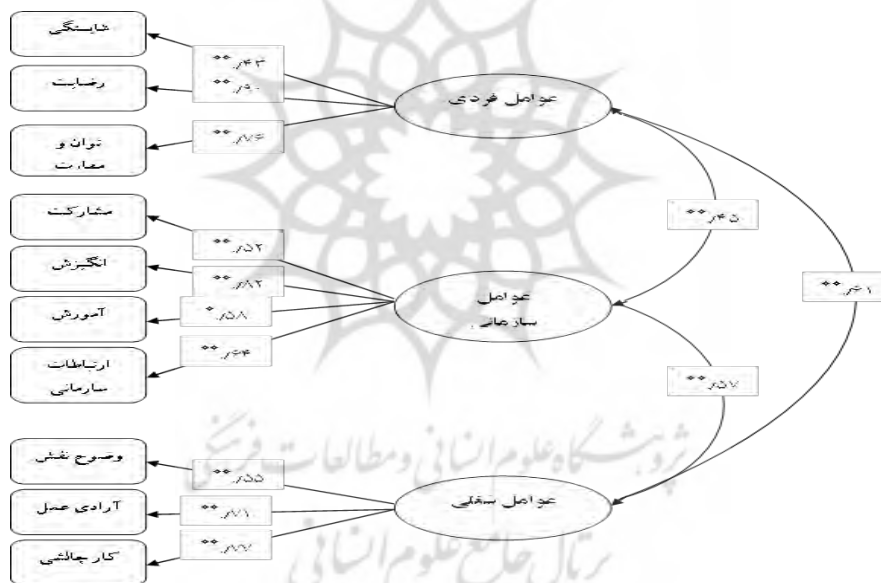 شایستگی
رضایت
توان و
مهارت
مشارکت
انگیزش
آموزش
ارتباطات
سازمانی
وضوح نقش
آزادی عمل
کار چالشی
**/۴۳
**/۷۶
**/۵۲
**/۸۲
*/۵۸
**/۶۴
**/۵۵
**/۷۱
عوامل فردی
عوامل
سازمانی
عوامل شغلی
**/۴۵
**/۵۷
**/۶۱
پژوهشگاه علوم انسانی و مطالعات فرهنگی
پرتال جامع علوم انسانی